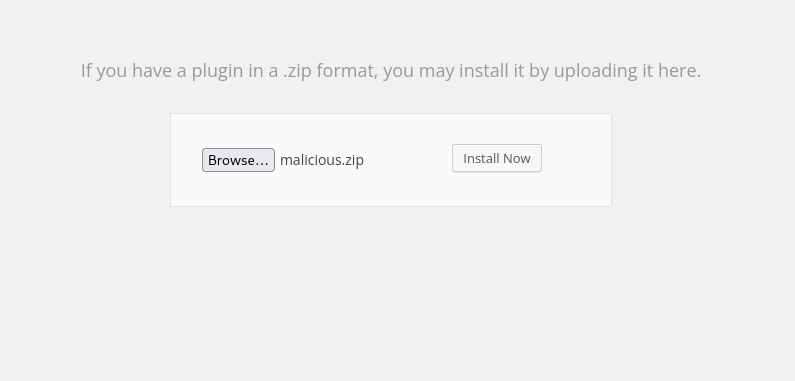 If you have a plugin in a .zip format, you may install it by uploading it here.
Browse... malicious.zip Install Now